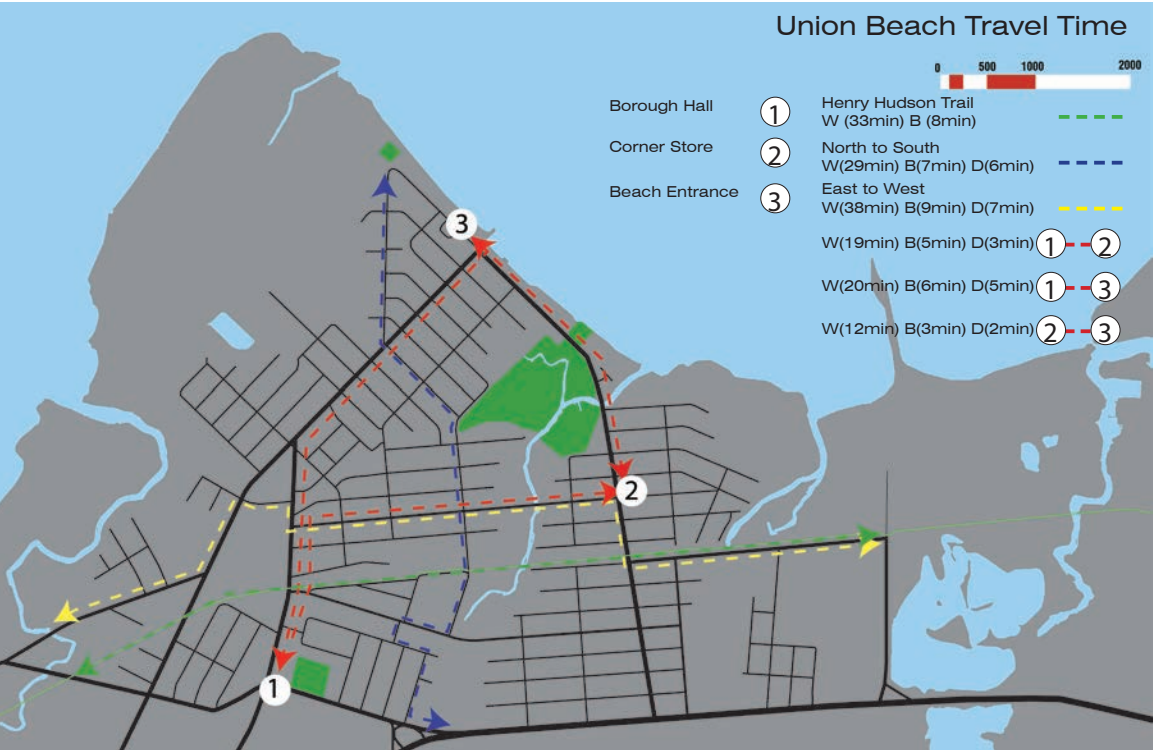 Union Beach Travel Time
0 500 1000 2000
Borough Hall 1
Corner Store 2
Beach Entrance 3
Henry Hudson Trail
W (33min) B (8min)
North to South
W(29min) B(7min) D(6min)
East to West
W(38min) B(9min) D(7min)
W(19min) B(5min) D(3min) 1 2
W(20min) B(6min) D(5min) 1 3
W(12min) B(3min) D(2min) 2 3
3
2
1